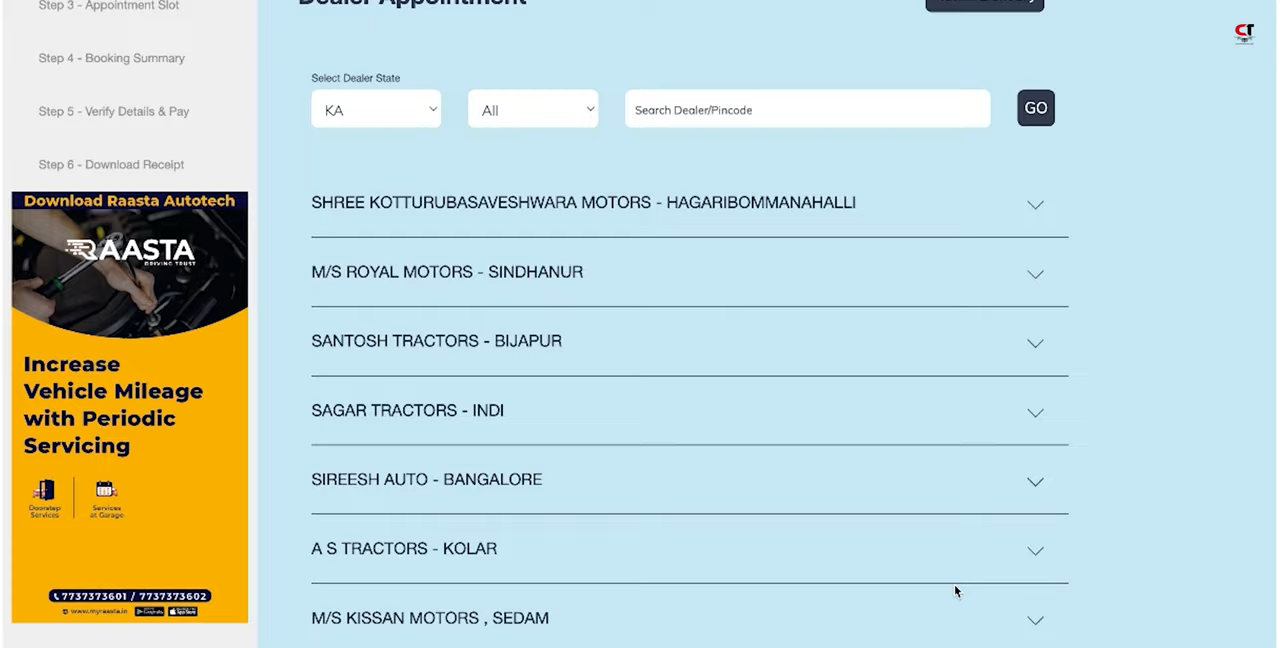 Step 3 - Appointment Slot
Step 4 - Booking Summary
Step 5 - Verify Details & Pay
Step 6 - Download Receipt
Download Raasta Autotech
RAASTA
DRIVING TRUST
Increase
Vehicle Mileage
with Periodic
Servicing
Doorstep
Services
Services
at Garage
7737373601 / 7737373602
www.myraasta.in
Dealer Appointment
Select Dealer State
KA
All
Search Dealer/Pincode
GO
SHREE KOTTURUBASAVESHWARA MOTORS - HAGARIBOMMANAHALLI
M/S ROYAL MOTORS - SINDHANUR
SANTOSH TRACTORS - BIJAPUR
SAGAR TRACTORS - INDI
SIREESH AUTO - BANGALORE
A S TRACTORS - KOLAR
M/S KISSAN MOTORS , SEDAM